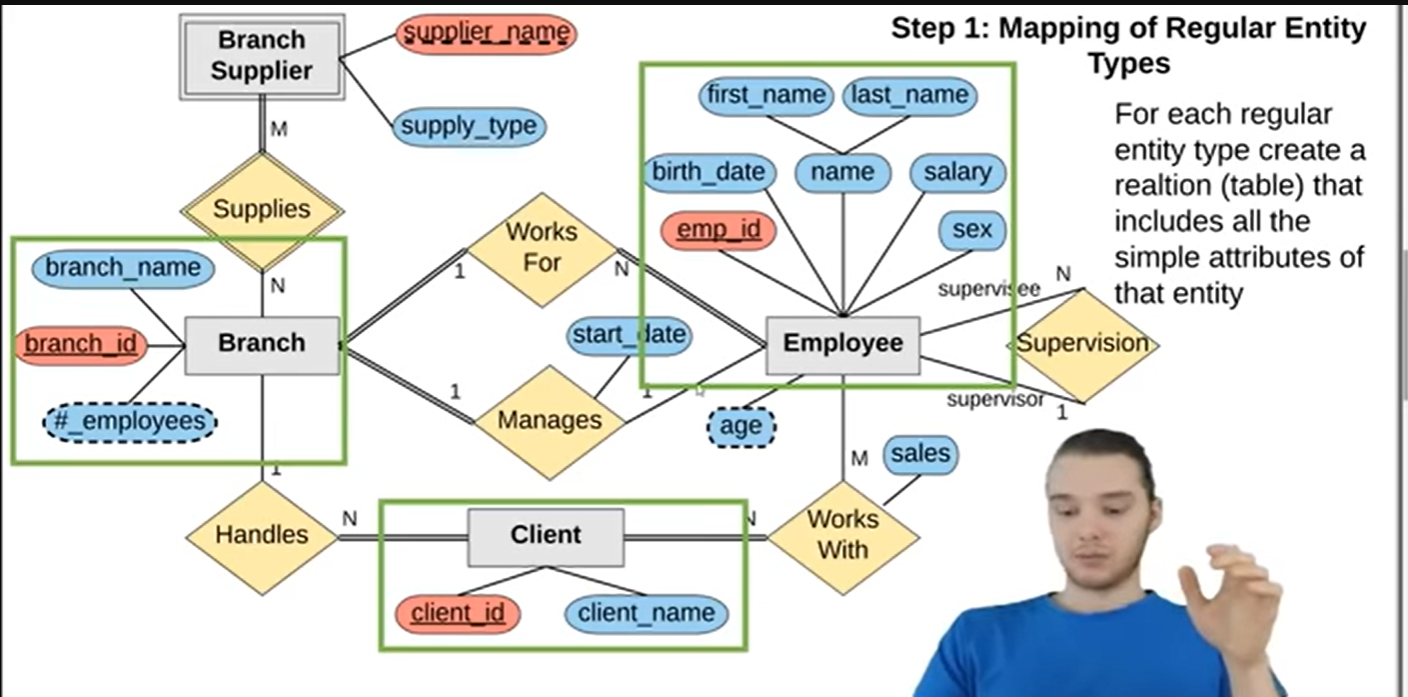 Step 1: Mapping of Regular Entity
Types
For each regular
entity type create a
realtion (table) that
includes all the
simple attributes of
that entity
Branch
Supplier
supplier_name
supply_type
M
Supplies
N
branch_name
branch_id
#_employees
Branch
1
Works
For
N
1
Manages
start_date
1
first_name
last_name
birth_date
name
salary
emp_id
sex
Employee
supervisee
N
Supervision
supervisor
1
age
M
sales
Works
With
N
1
Handles
N
Client
client_id
client_name